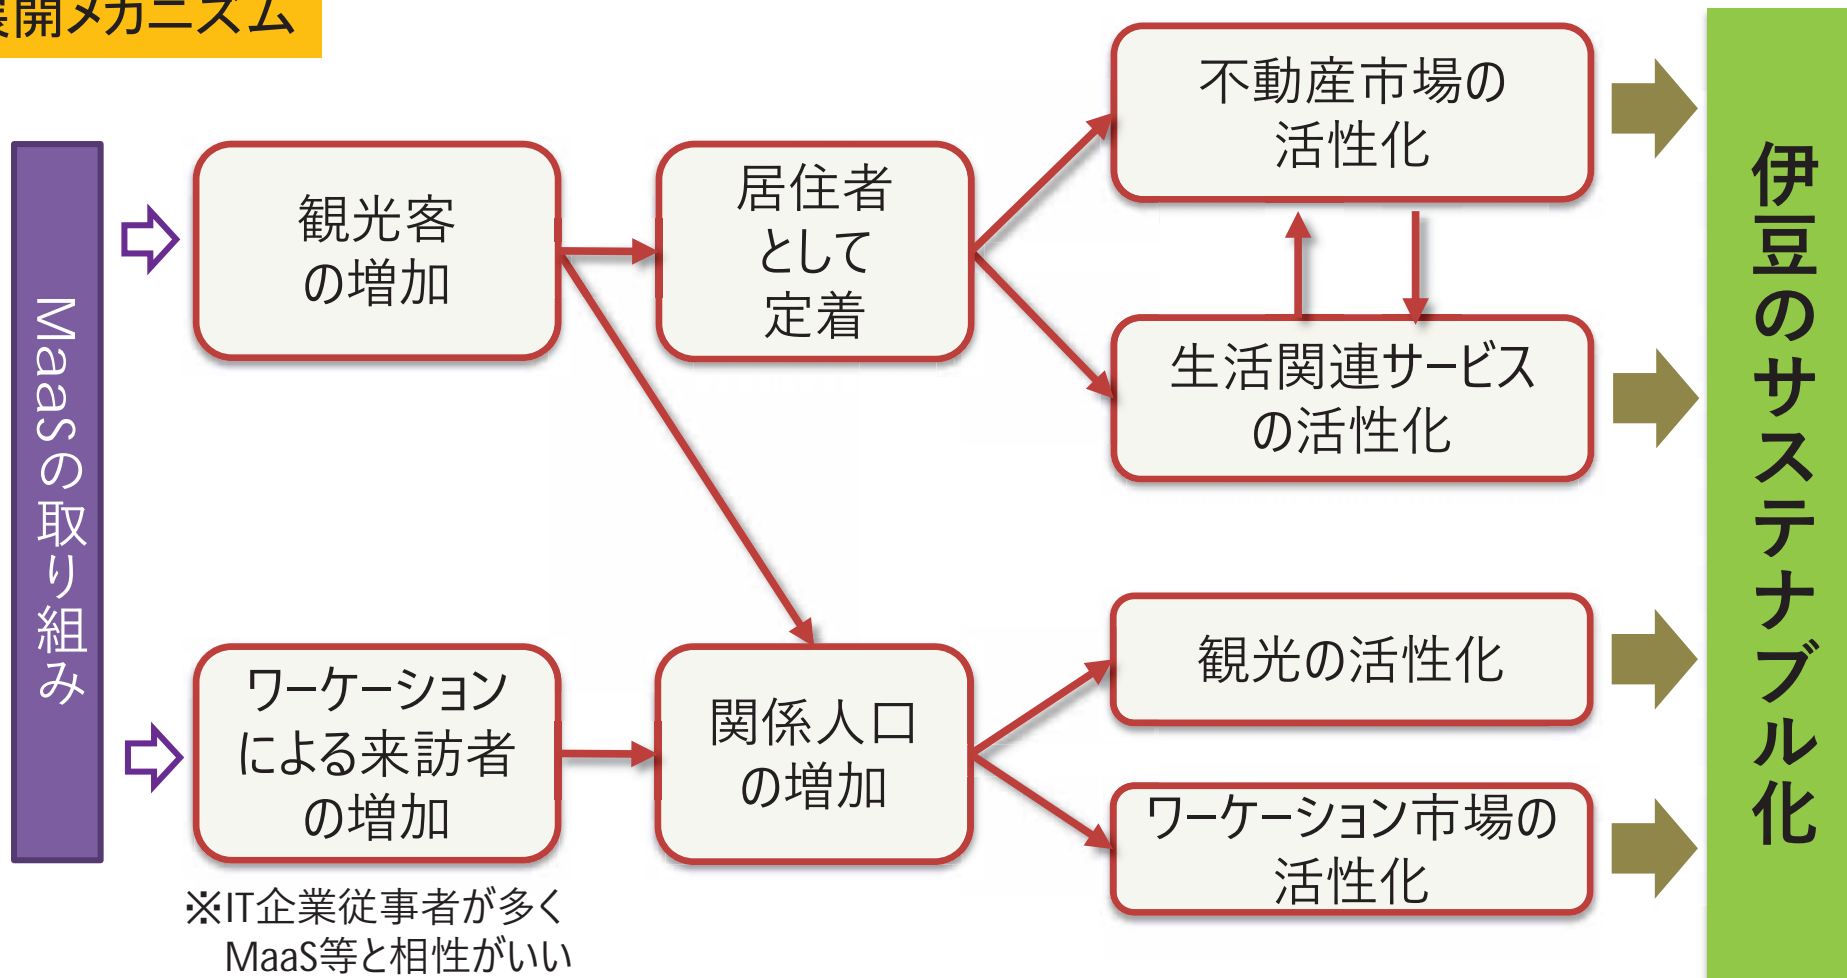 展開メカニズム
MaaSの取り組み
観光客
の増加
居住者
として
定着
不動産市場の
活性化
生活関連サービス
の活性化
ワーケーション
による来訪者
の増加
関係人口
の増加
観光の活性化
ワーケーション市場の
活性化
※IT企業従事者が多く
MaaS等と相性がいい
伊豆のサステナブル化